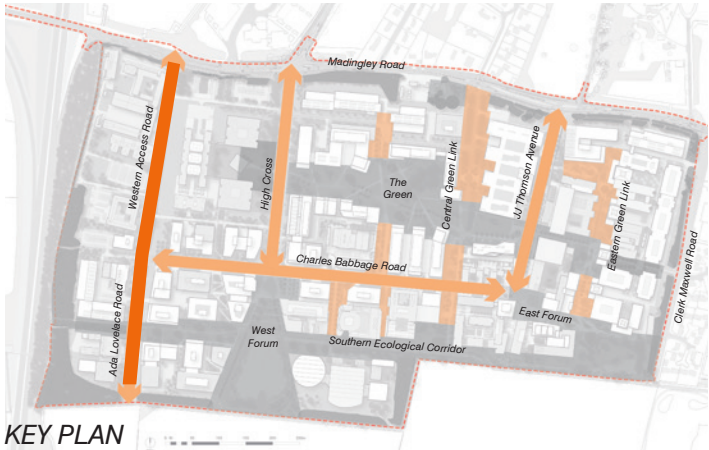 Madingley Road
Western Access Road
High Cross
The
Green
Central Green Link
JJ Thomson Avenue
Eastern Green Link
Clerk Maxwell Road
Charles Babbage Road
Ada Lovelace Road
West
Forum
East Forum
Southern Ecological Corridor
KEY PLAN